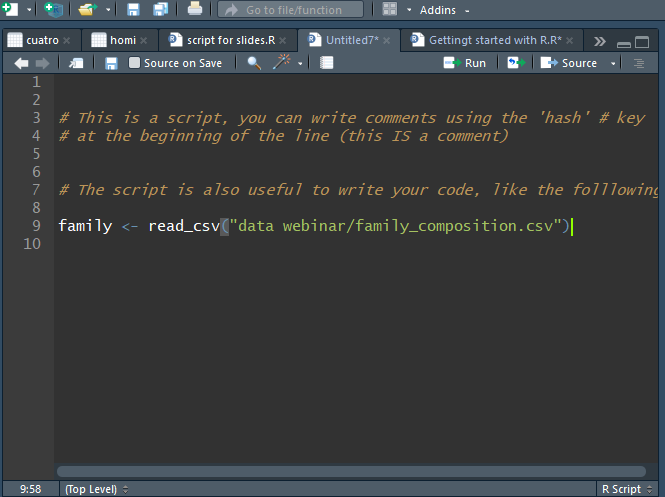 Go to file/function
Addins
cuatro
homi
script for slides.R
Untitled7*
Gettingt started with R.R*
Source on Save
Run
Source
1
2
3 # This is a script, you can write comments using the 'hash' # key
4 # at the beginning of the line (this IS a comment)
5
6
7 # The script is also useful to write your code, like the folllowing
8
9 family <- read_csv("data webinar/family_composition.csv")
10
9:58 (Top Level) R Script